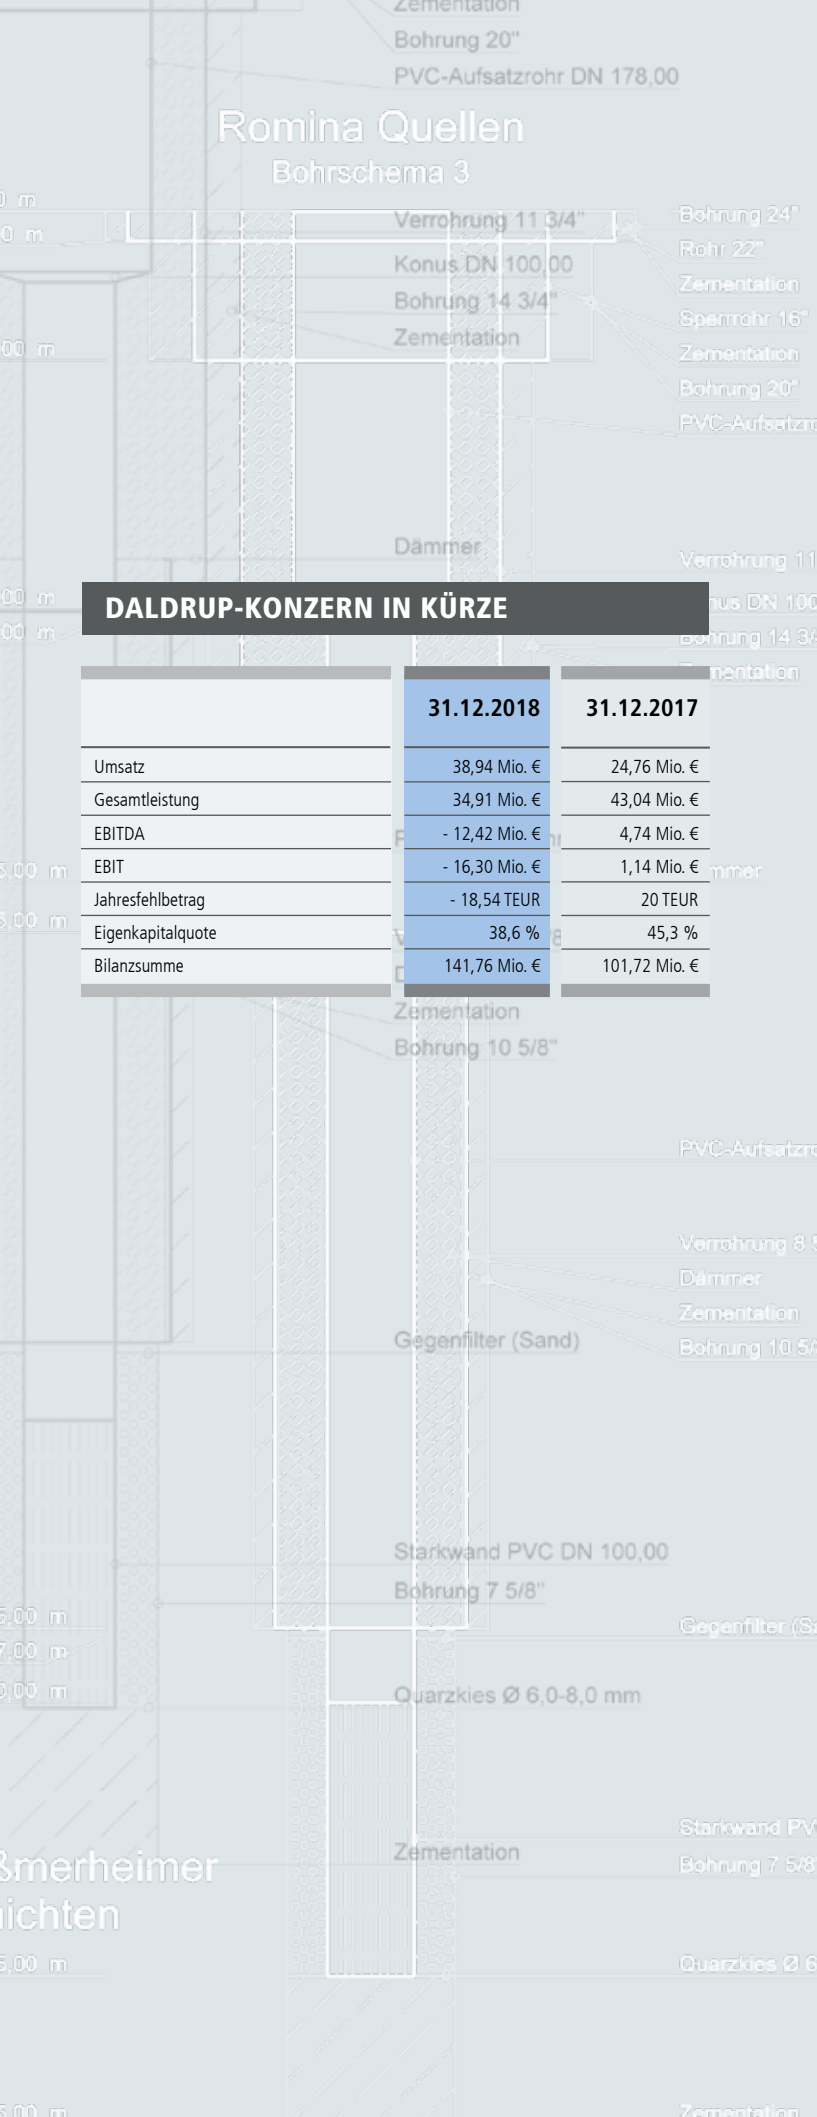 Zementation
Bohrung 20"
PVC-Aufsatzrohr DN 178,00
Romina Quellen
Bohrschema 3
Verrohrung 11 3/4"
Konus DN 100,00
Bohrung 14 3/4"
Zementation
Bohrung 24"
Rohr 22"
Zementation
Sperrrohr 16"
Zementation
Bohrung 20"
Dämmer
DALDRUP-KONZERN IN KÜRZE
31.12.2018 31.12.2017
Umsatz 38,94 Mio. € 24,76 Mio. €
Gesamtleistung 34,91 Mio. € 43,04 Mio. €
EBITDA - 12,42 Mio. € 4,74 Mio. €
EBIT - 16,30 Mio. € 1,14 Mio. €
Jahresfehlbetrag - 18,54 TEUR 20 TEUR
Eigenkapitalquote 38,6 % 45,3 %
Bilanzsumme 141,76 Mio. € 101,72 Mio. €
Zementation
Bohrung 10 5/8"
Dämmer
Zementation
Gegenfilter (Sand)
Starkwand PVC DN 100,00
Bohrung 7 5/8"
Quarzkies Ø 6,0-8,0 mm
Zementation